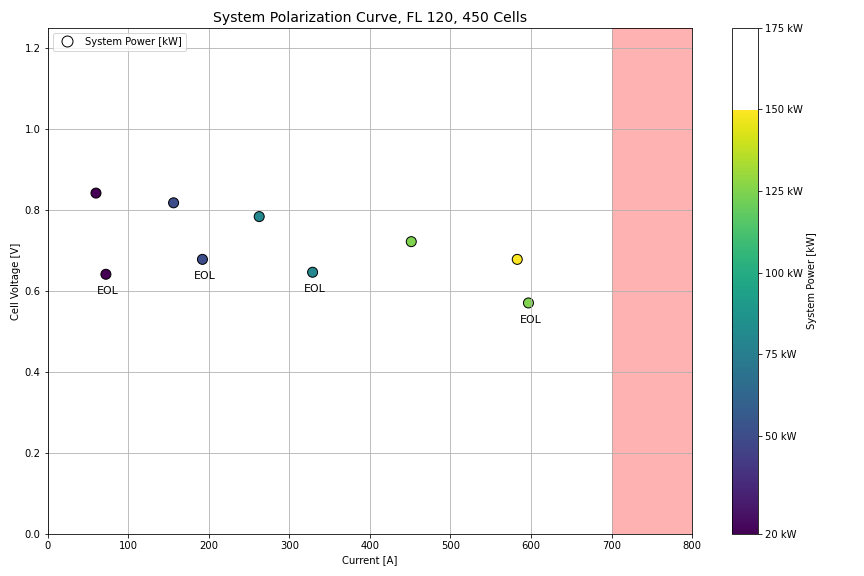 System Polarization Curve, FL 120, 450 Cells
System Power [kW]
1.2
1.0
0.8
0.6
0.4
0.2
0.0
Cell Voltage [V]
EOL
EOL
EOL
EOL
0
100
200
300
400
500
600
700
800
Current [A]
175 kW
150 kW
125 kW
100 kW
75 kW
50 kW
20 kW
System Power [kW]